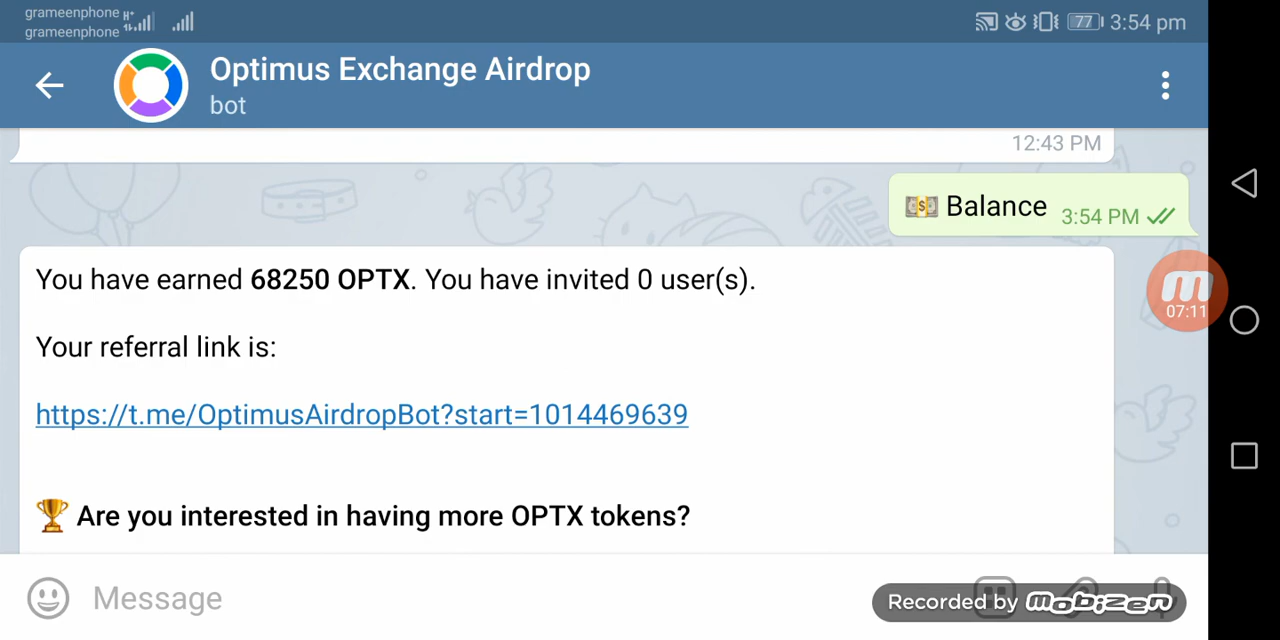 grameenphone
grameenphone
77
3:54 pm
Optimus Exchange Airdrop
bot
12:43 PM
💵 Balance 3:54 PM
You have earned 68250 OPTX. You have invited 0 user(s).
07:11
Your referral link is:
https://t.me/OptimusAirdropBot?start=1014469639
🏆 Are you interested in having more OPTX tokens?
Message
Recorded by mobizen